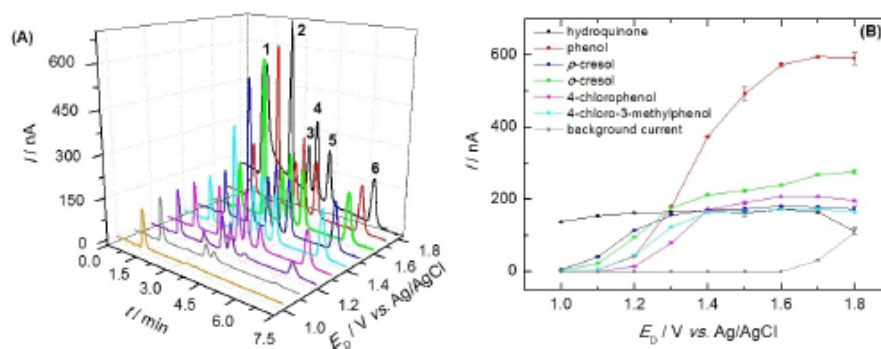 (A)
1
2
3
4
5
6
600
450
300
150
0
I / nA
0.0
1.5
3.0
4.5
6.0
7.5
t / min
1.0
1.2
1.4
1.6
1.8
E_D / V vs. Ag/AgCl
(B)
hydroquinone
phenol
p-cresol
o-cresol
4-chlorophenol
4-chloro-3-methylphenol
background current
600
400
200
0
I / nA
1.0 1.2 1.4 1.6 1.8
E_D / V vs. Ag/AgCl